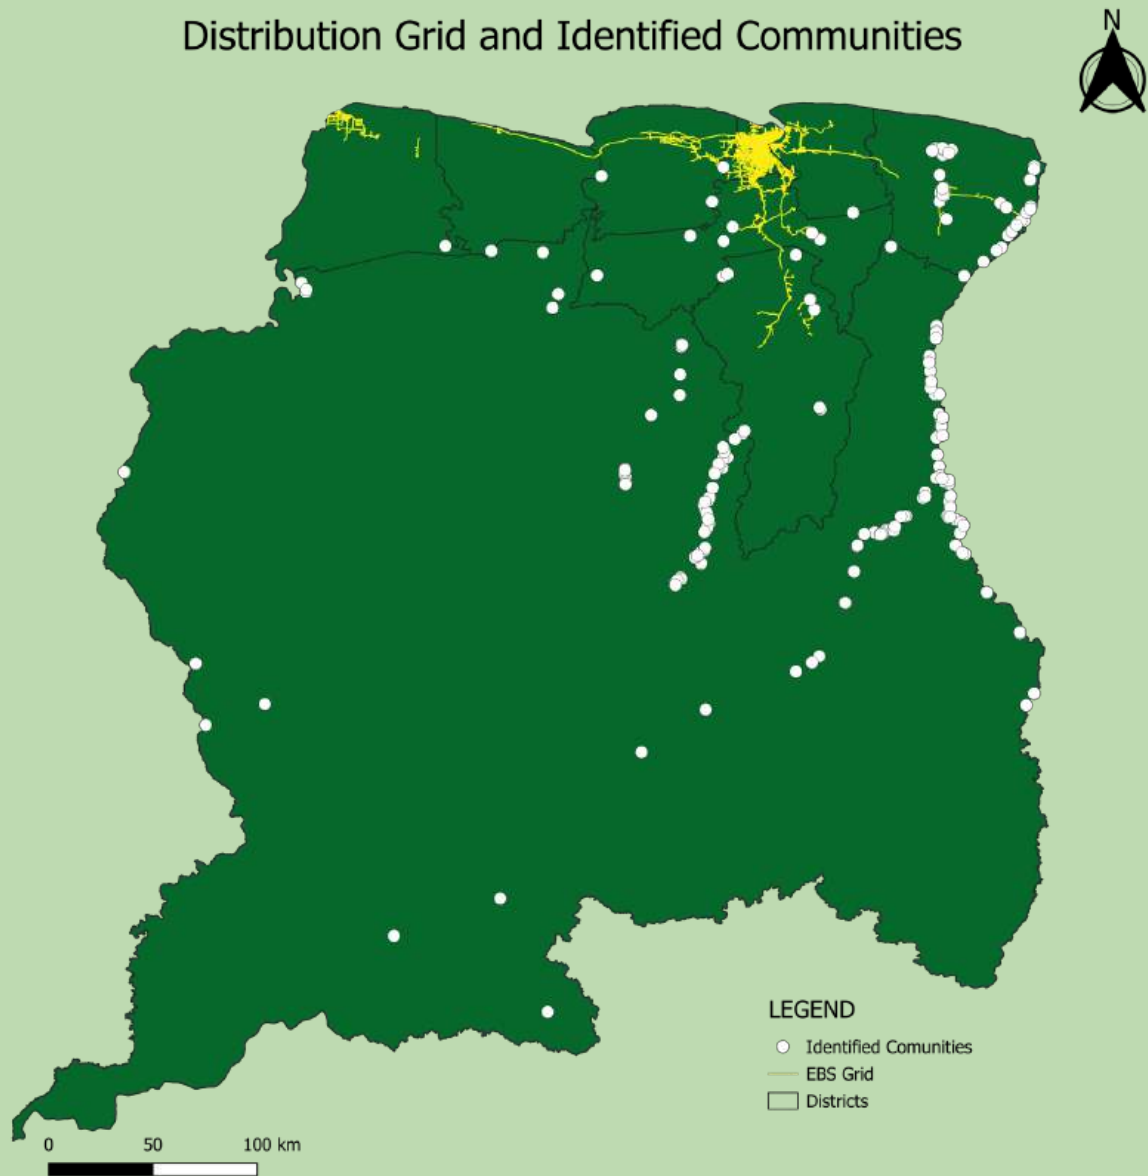 Distribution Grid and Identified Communities
N
LEGEND
Identified Comunities
EBS Grid
Districts
0 50 100 km